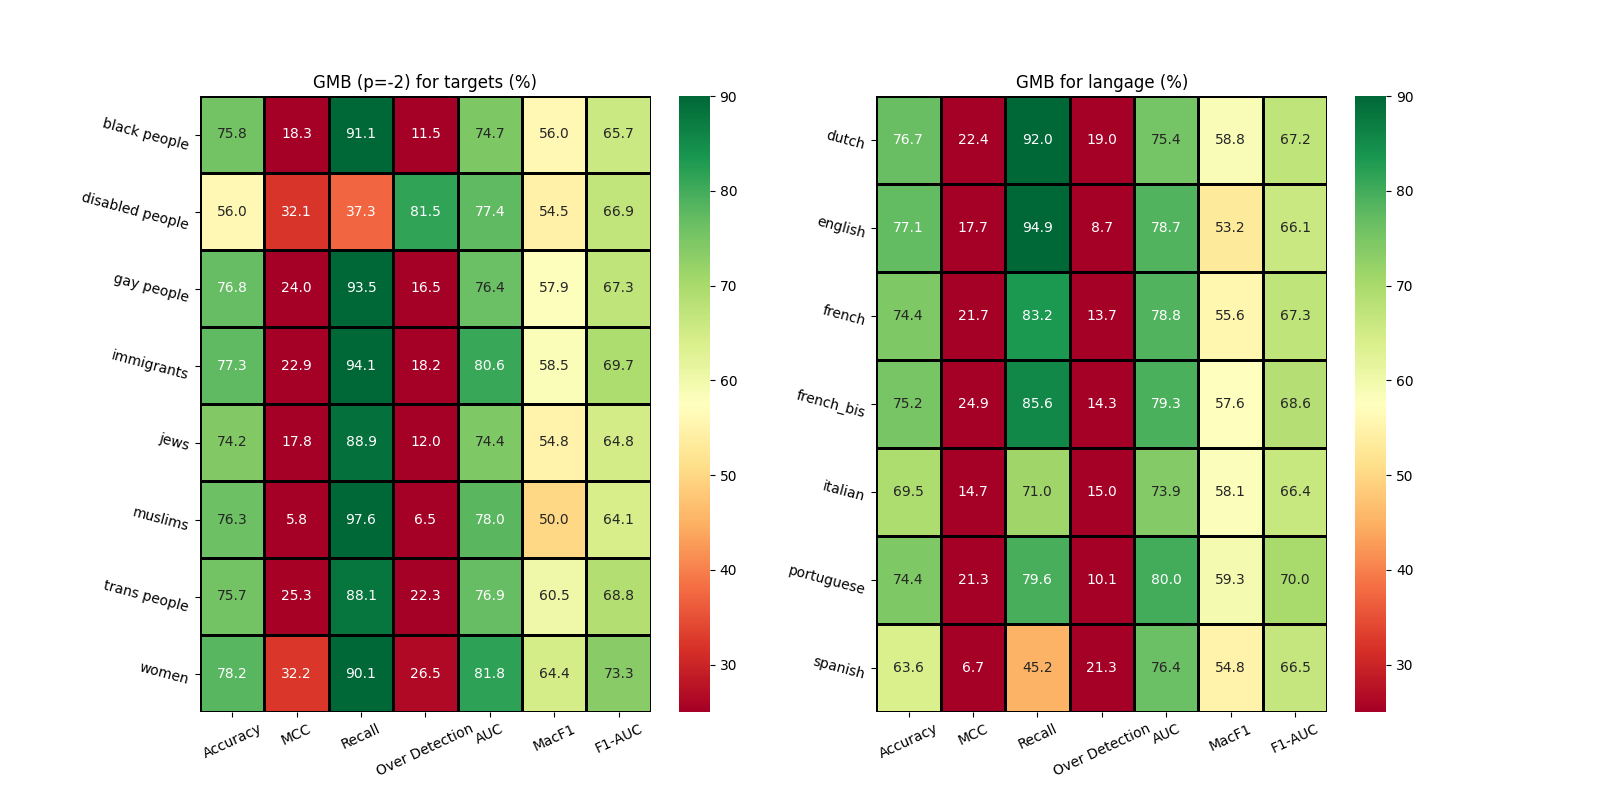 GMB (p=-2) for targets (%)
black people 75.8 18.3 91.1 11.5 74.7 56.0 65.7
disabled people 56.0 32.1 37.3 81.5 77.4 54.5 66.9
gay people 76.8 24.0 93.5 16.5 76.4 57.9 67.3
immigrants 77.3 22.9 94.1 18.2 80.6 58.5 69.7
jews 74.2 17.8 88.9 12.0 74.4 54.8 64.8
muslims 76.3 5.8 97.6 6.5 78.0 50.0 64.1
trans people 75.7 25.3 88.1 22.3 76.9 60.5 68.8
women 78.2 32.2 90.1 26.5 81.8 64.4 73.3
Accuracy MCC Recall Over Detection AUC MacF1 F1-AUC
90
80
70
60
50
40
30
GMB for langage (%)
dutch 76.7 22.4 92.0 19.0 75.4 58.8 67.2
english 77.1 17.7 94.9 8.7 78.7 53.2 66.1
french 74.4 21.7 83.2 13.7 78.8 55.6 67.3
french_bis 75.2 24.9 85.6 14.3 79.3 57.6 68.6
italian 69.5 14.7 71.0 15.0 73.9 58.1 66.4
portuguese 74.4 21.3 79.6 10.1 80.0 59.3 70.0
spanish 63.6 6.7 45.2 21.3 76.4 54.8 66.5
Accuracy MCC Recall Over Detection AUC MacF1 F1-AUC
90
80
70
60
50
40
30